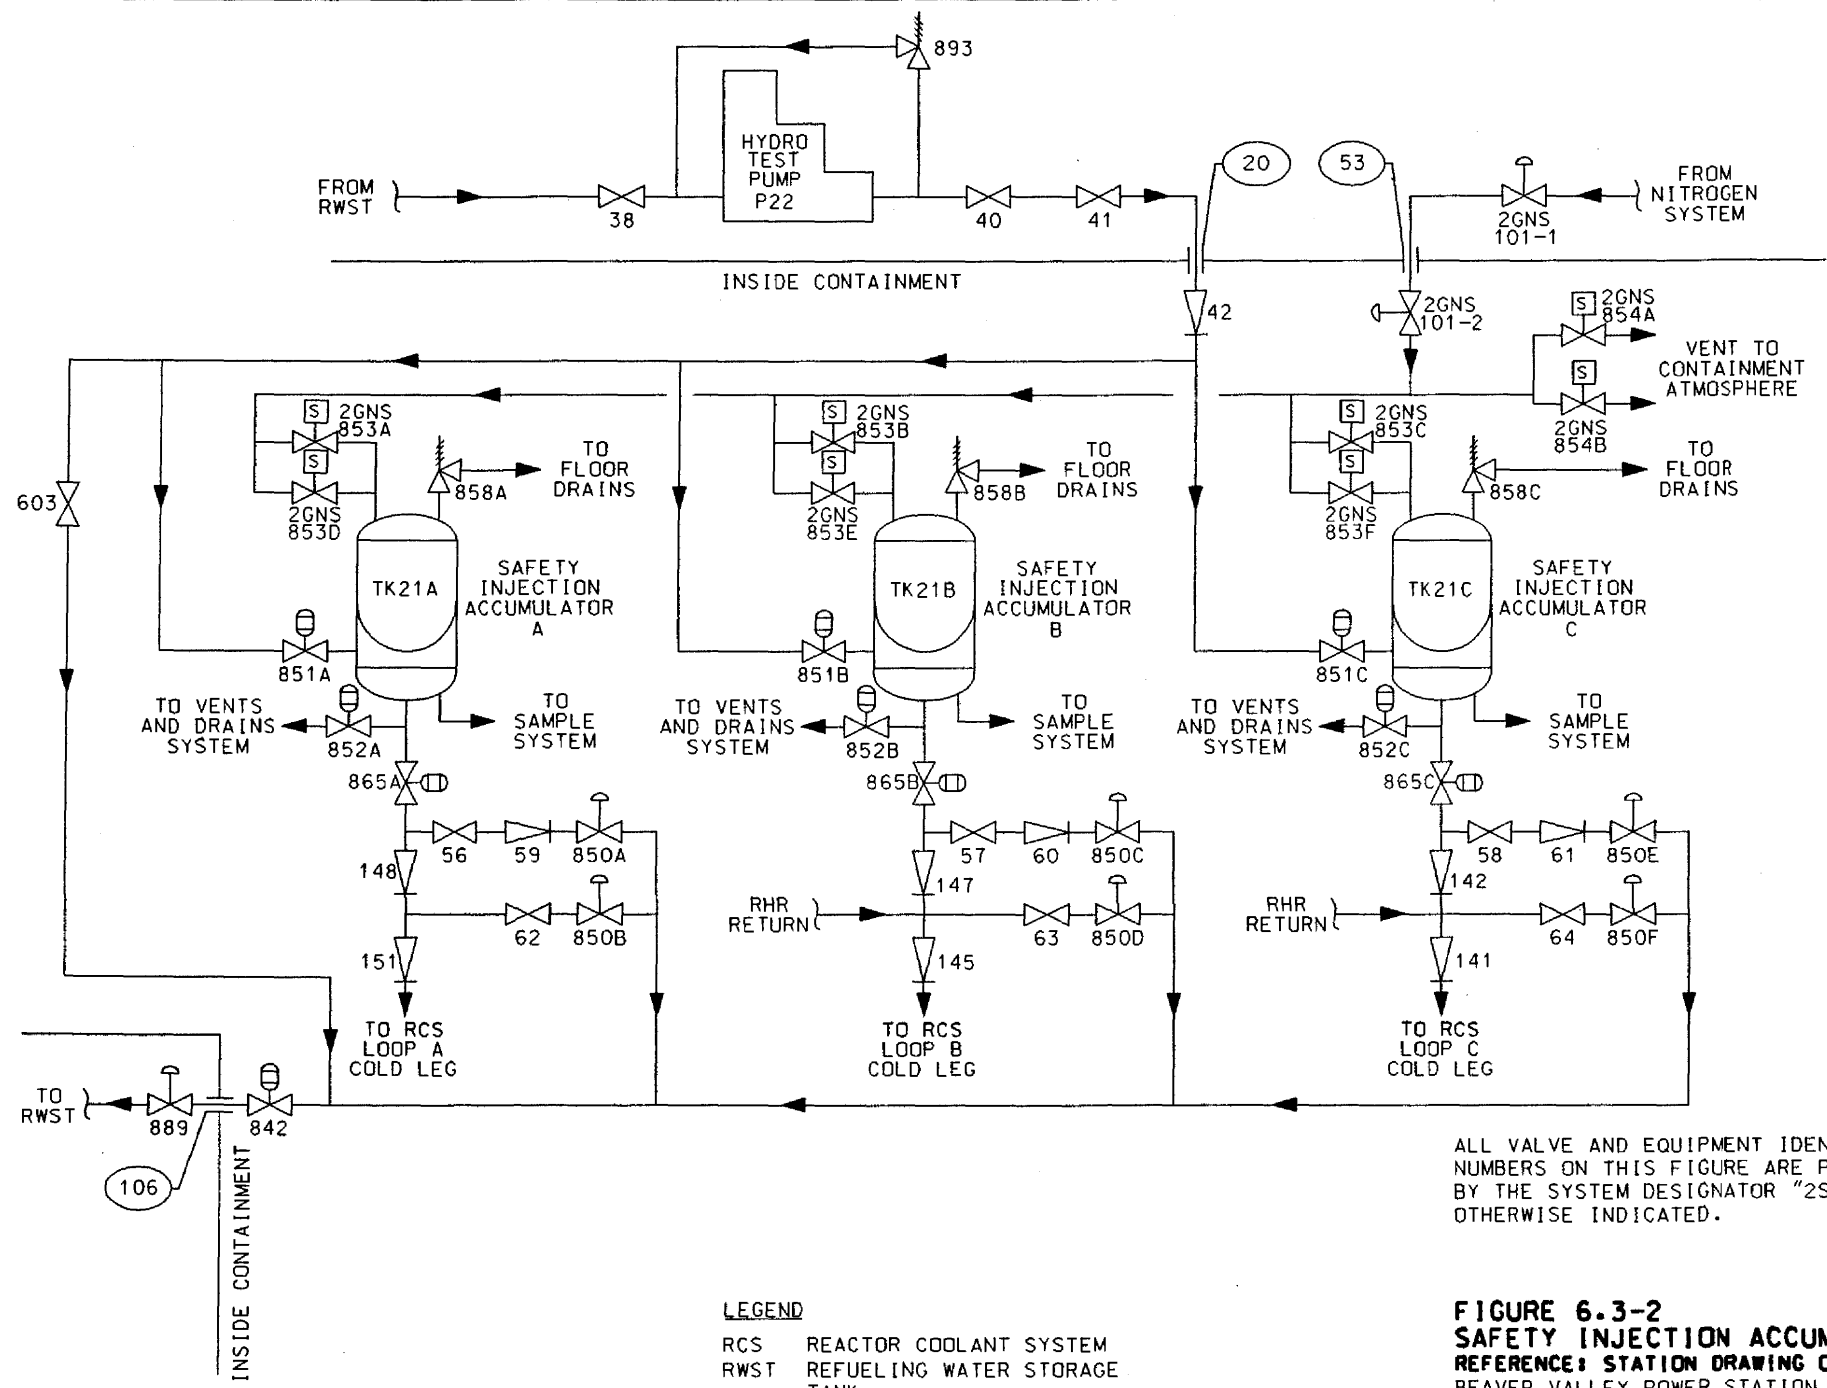 893
HYDRO
TEST
PUMP
P22
FROM
RWST
38
40
41
20
53
FROM
NITROGEN
SYSTEM
2GNS
101-1
INSIDE CONTAINMENT
42
2GNS
101-2
S
2GNS
854A
VENT TO
CONTAINMENT
ATMOSPHERE
S
2GNS
854B
S
2GNS
853A
S
2GNS
853D
858A
TO
FLOOR
DRAINS
S
2GNS
853B
S
2GNS
853E
858B
TO
FLOOR
DRAINS
S
2GNS
853C
S
2GNS
853F
858C
TO
FLOOR
DRAINS
603
TK21A
SAFETY
INJECTION
ACCUMULATOR
A
TK21B
SAFETY
INJECTION
ACCUMULATOR
B
TK21C
SAFETY
INJECTION
ACCUMULATOR
C
851A
851B
851C
TO VENTS
AND DRAINS
SYSTEM
852A
TO
SAMPLE
SYSTEM
TO VENTS
AND DRAINS
SYSTEM
852B
TO
SAMPLE
SYSTEM
TO VENTS
AND DRAINS
SYSTEM
852C
TO
SAMPLE
SYSTEM
865A
865B
865C
56
59
850A
57
60
850C
58
61
850E
148
147
142
RHR
RETURN
RHR
RETURN
62
850B
63
850D
64
850F
151
145
141
TO RCS
LOOP A
COLD LEG
TO RCS
LOOP B
COLD LEG
TO RCS
LOOP C
COLD LEG
TO
RWST
889
842
106
INSIDE CONTAINMENT
ALL VALVE AND EQUIPMENT IDEN
NUMBERS ON THIS FIGURE ARE P
BY THE SYSTEM DESIGNATOR "2S
OTHERWISE INDICATED.
LEGEND
RCS REACTOR COOLANT SYSTEM
RWST REFUELING WATER STORAGE
TANK
FIGURE 6.3-2
SAFETY INJECTION ACCUM
REFERENCE: STATION DRAWING O
BEAVER VALLEY POWER STATION